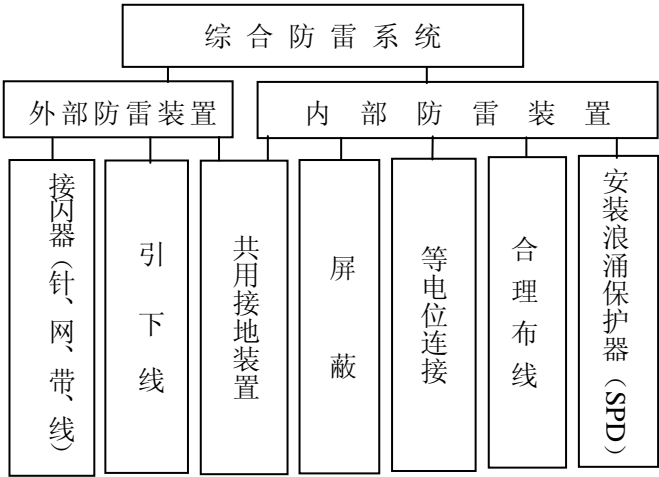 综合防雷系统
外部防雷装置
内部防雷装置
接闪器(针、网、带、线)
引下线
共用接地装置
屏蔽
等电位连接
合理布线
安装浪涌保护器(SPD)